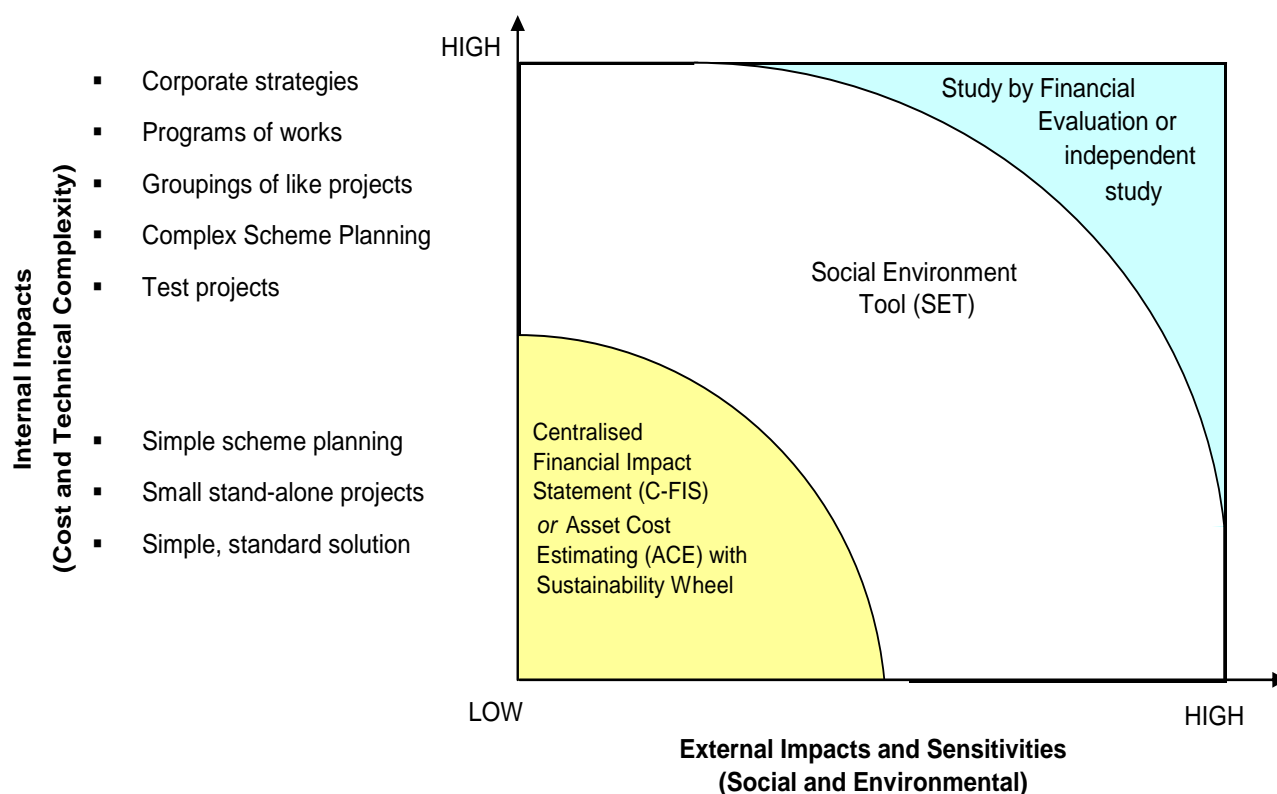 HIGH
Corporate strategies
Programs of works
Groupings of like projects
Complex Scheme Planning
Test projects
Simple scheme planning
Small stand-alone projects
Simple, standard solution
Internal Impacts
(Cost and Technical Complexity)
Study by Financial
Evaluation or
independent
study
Social Environment
Tool (SET)
Centralised
Financial Impact
Statement (C-FIS)
or Asset Cost
Estimating (ACE) with
Sustainability Wheel
LOW
HIGH
External Impacts and Sensitivities
(Social and Environmental)